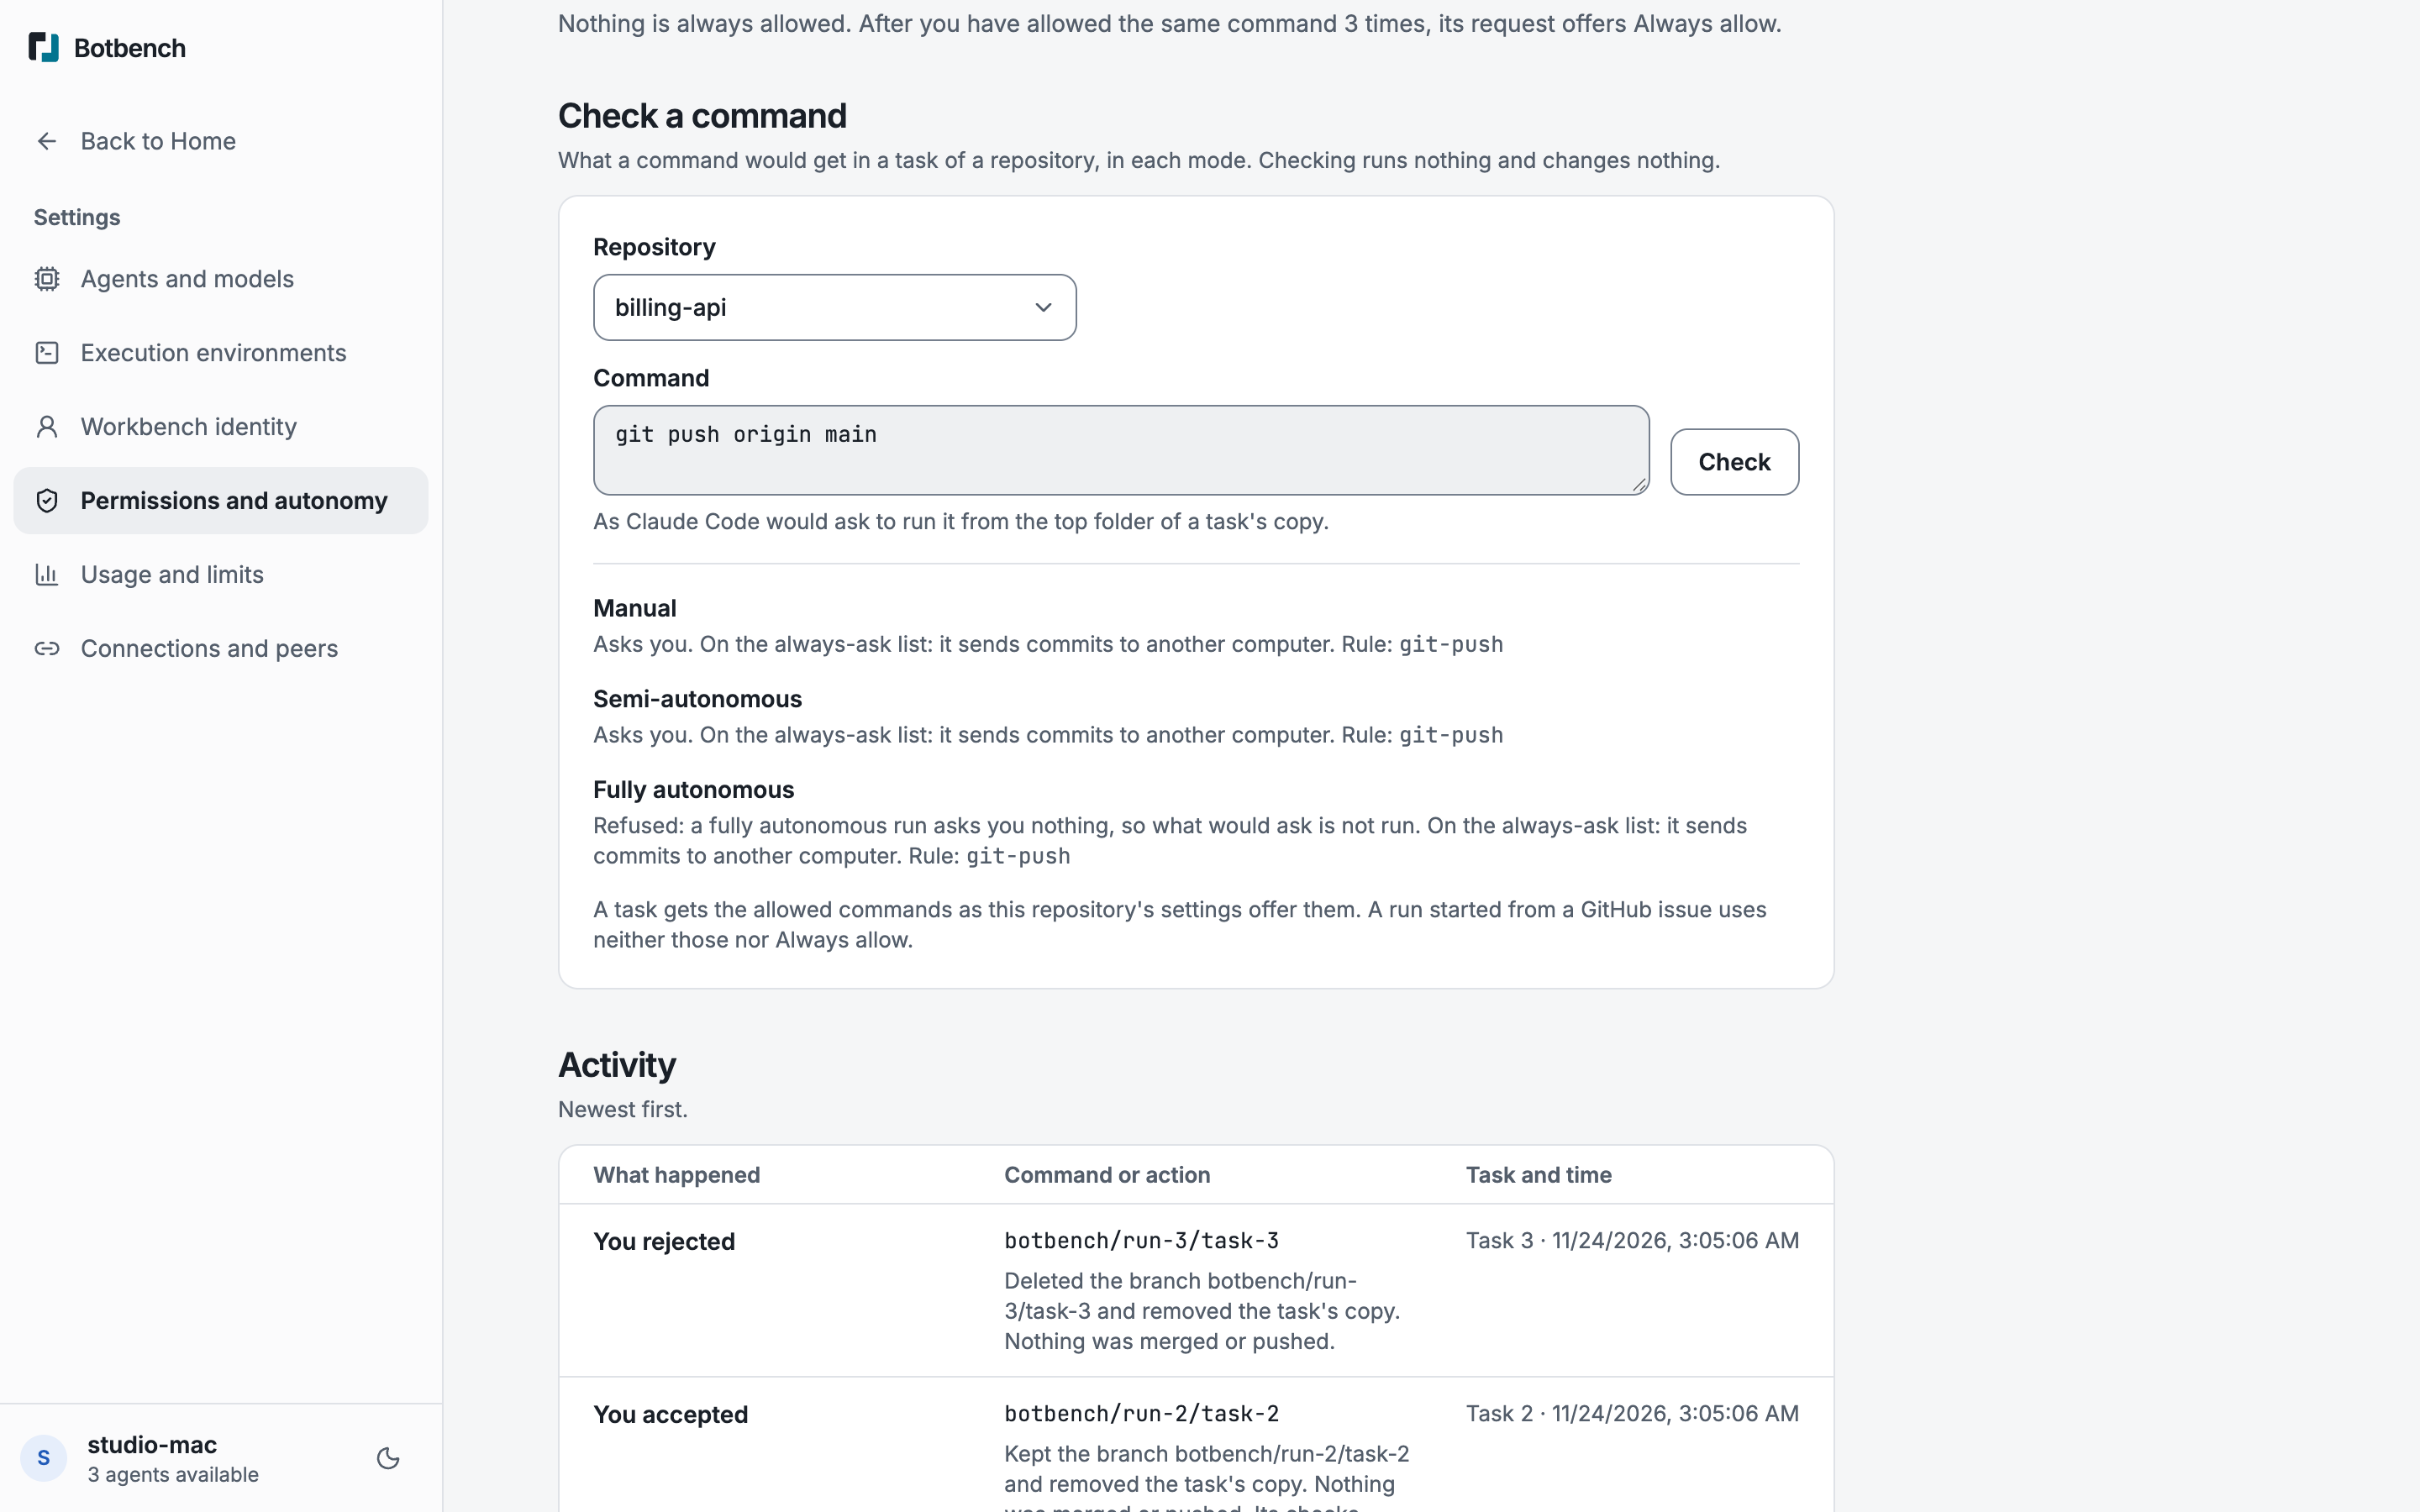 Botbench
Back to Home
Settings
Agents and models
Execution environments
Workbench identity
Permissions and autonomy
Usage and limits
Connections and peers
S
studio-mac
3 agents available
Nothing is always allowed. After you have allowed the same command 3 times, its request offers Always allow.
Check a command
What a command would get in a task of a repository, in each mode. Checking runs nothing and changes nothing.
Repository
billing-api
Command
git push origin main
Check
As Claude Code would ask to run it from the top folder of a task's copy.
Manual
Asks you. On the always-ask list: it sends commits to another computer. Rule: git-push
Semi-autonomous
Asks you. On the always-ask list: it sends commits to another computer. Rule: git-push
Fully autonomous
Refused: a fully autonomous run asks you nothing, so what would ask is not run. On the always-ask list: it sends
commits to another computer. Rule: git-push
A task gets the allowed commands as this repository's settings offer them. A run started from a GitHub issue uses
neither those nor Always allow.
Activity
Newest first.
What happened
Command or action
Task and time
You rejected
botbench/run-3/task-3
Task 3 · 11/24/2026, 3:05:06 AM
Deleted the branch botbench/run-
3/task-3 and removed the task's copy.
Nothing was merged or pushed.
You accepted
botbench/run-2/task-2
Task 2 · 11/24/2026, 3:05:06 AM
Kept the branch botbench/run-2/task-2
and removed the task's copy. Nothing